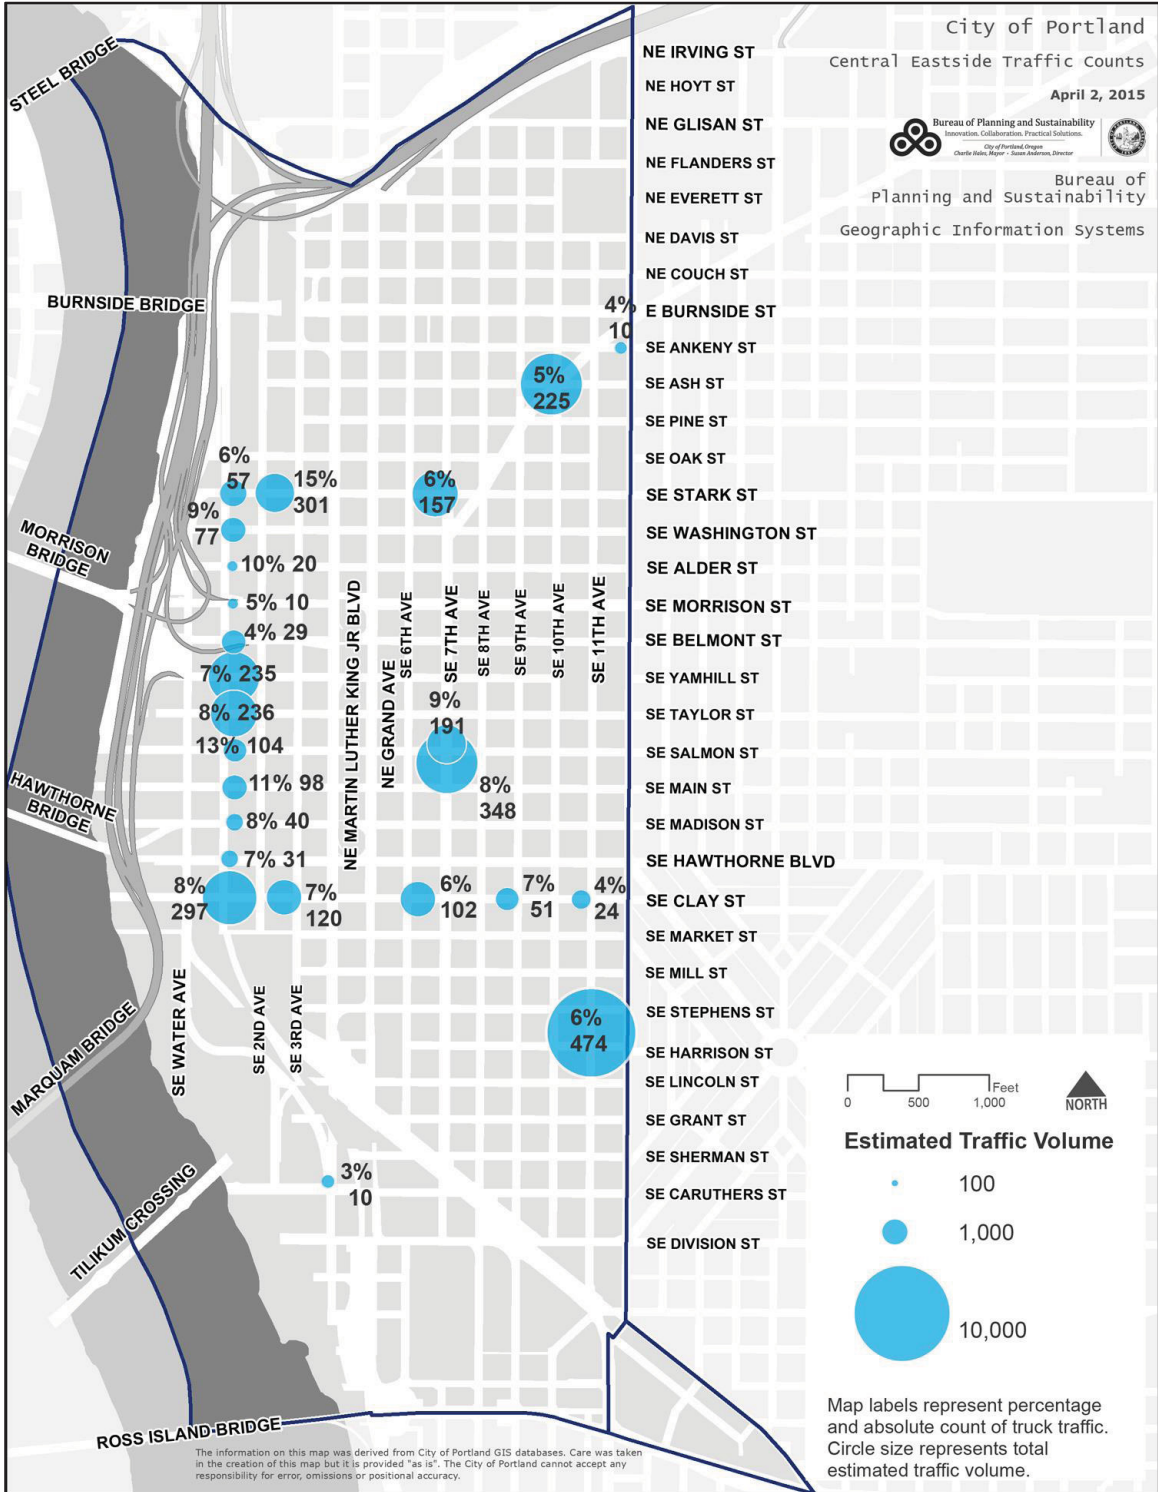 City of Portland
Central Eastside Traffic Counts
April 2, 2015
Bureau of Planning and Sustainability
Innovation. Collaboration. Practical Solutions.
City of Portland, Oregon
Charlie Hales, Mayor • Susan Anderson, Director
Bureau of
Planning and Sustainability
Geographic Information Systems
STEEL BRIDGE
BURNSIDE BRIDGE
MORRISON
BRIDGE
HAWTHORNE
BRIDGE
MARQUAM BRIDGE
TILIKUM CROSSING
ROSS ISLAND BRIDGE
NE IRVING ST
NE HOYT ST
NE GLISAN ST
NE FLANDERS ST
NE EVERETT ST
NE DAVIS ST
NE COUCH ST
E BURNSIDE ST
SE ANKENY ST
SE ASH ST
SE PINE ST
SE OAK ST
SE STARK ST
SE WASHINGTON ST
SE ALDER ST
SE MORRISON ST
SE BELMONT ST
SE YAMHILL ST
SE TAYLOR ST
SE SALMON ST
SE MAIN ST
SE MADISON ST
SE HAWTHORNE BLVD
SE CLAY ST
SE MARKET ST
SE MILL ST
SE STEPHENS ST
SE HARRISON ST
SE LINCOLN ST
SE GRANT ST
SE SHERMAN ST
SE CARUTHERS ST
SE DIVISION ST
4%
10
5%
225
6%
57
15%
301
6%
157
9%
77
10% 20
5% 10
4% 29
7% 235
8% 236
13% 104
11% 98
8% 40
7% 31
9%
191
8%
348
8%
297
7%
120
6%
102
7%
51
4%
24
6%
474
3%
10
NE MARTIN LUTHER KING JR BLVD
NE GRAND AVE
SE 6TH AVE
SE 7TH AVE
SE 8TH AVE
SE 9TH AVE
SE 10TH AVE
SE 11TH AVE
SE WATER AVE
SE 2ND AVE
SE 3RD AVE
Feet
0 500 1,000
NORTH
Estimated Traffic Volume
100
1,000
10,000
Map labels represent percentage
and absolute count of truck traffic.
Circle size represents total
estimated traffic volume.
The information on this map was derived from City of Portland GIS databases. Care was taken
in the creation of this map but it is provided "as is". The City of Portland cannot accept any
responsibility for error, omissions or positional accuracy.